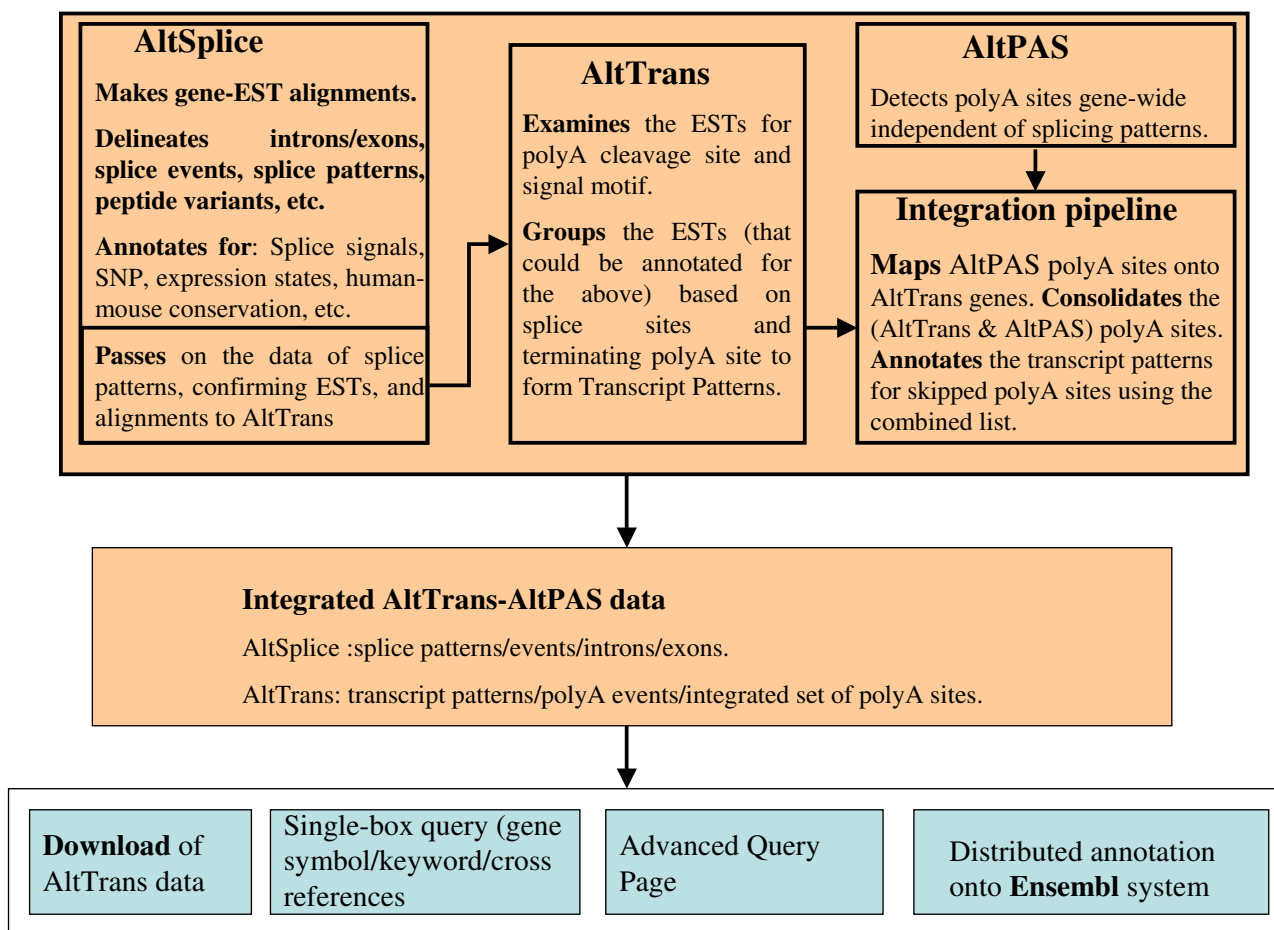 AltSplice
Makes gene-EST alignments.
Delineates introns/exons,
splice events, splice patterns,
peptide variants, etc.
Annotates for: Splice signals,
SNP, expression states, human-
mouse conservation, etc.
Passes on the data of splice
patterns, confirming ESTs, and
alignments to AltTrans
AltTrans
Examines the ESTs for
polyA cleavage site and
signal motif.
Groups the ESTs (that
could be annotated for
the above) based on
splice sites and
terminating polyA site to
form Transcript Patterns.
AltPAS
Detects polyA sites gene-wide
independent of splicing patterns.
Integration pipeline
Maps AltPAS polyA sites onto
AltTrans genes. Consolidates the
(AltTrans & AltPAS) polyA sites.
Annotates the transcript patterns
for skipped polyA sites using the
combined list.
Integrated AltTrans-AltPAS data
AltSplice :splice patterns/events/introns/exons.
AltTrans: transcript patterns/polyA events/integrated set of polyA sites.
Download of
AltTrans data
Single-box query (gene
symbol/keyword/cross
references
Advanced Query
Page
Distributed annotation
onto Ensembl system